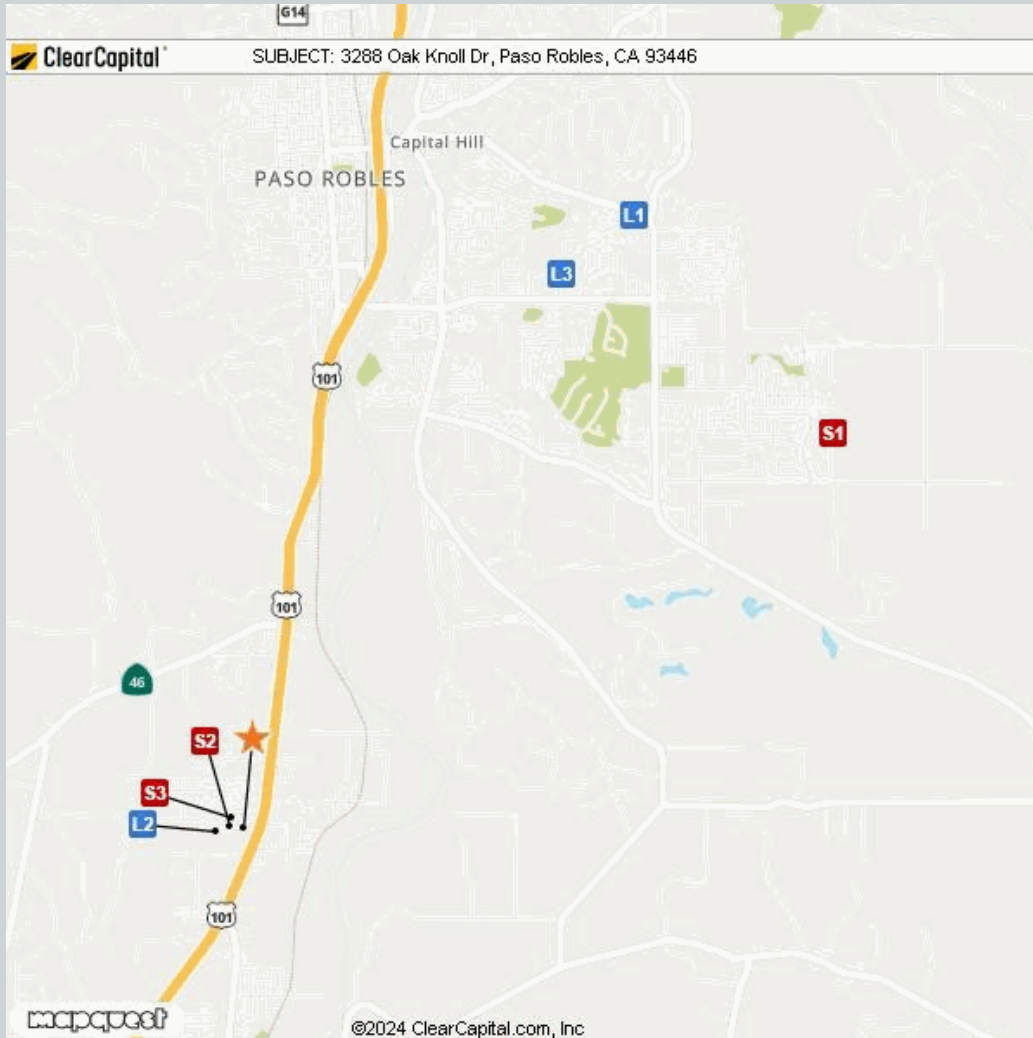 G14
ClearCapital SUBJECT: 3288 Oak Knoll Dr, Paso Robles, CA 93446
Capital Hill
PASO ROBLES
L1
L3
101
S1
101
46
S2
S3
L2
101
mapquest ©2024 ClearCapital.com, Inc